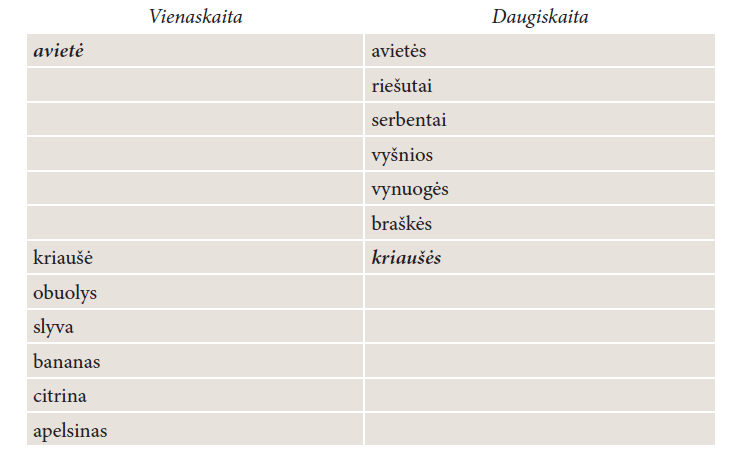 Vienaskaita Daugiskaita
avietė avietės
riešutai
serbentai
vyšnios
vynuogės
braškės
kriaušė kriaušės
obuolys
slyva
bananas
citrina
apelsinas